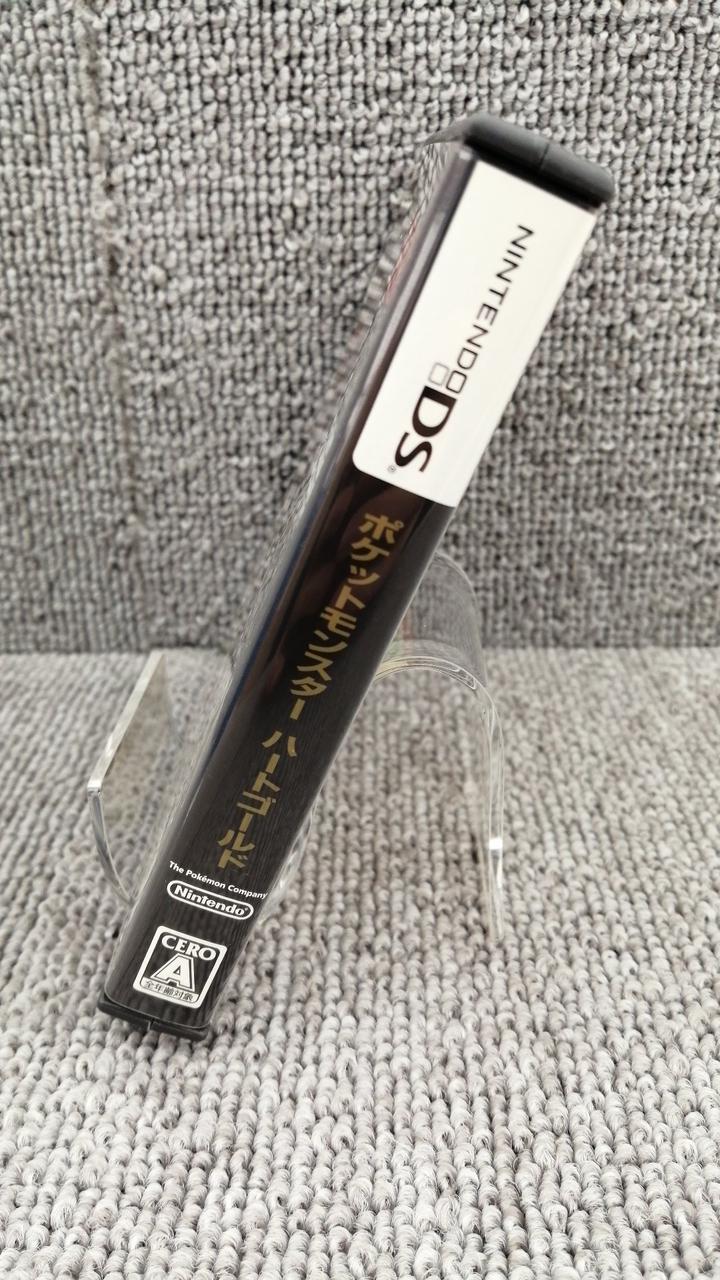 NINTENDO DS®
ポケットモンスター ハートゴールド
The Pokémon Company
Nintendo®
CERO
A
全年齢対象